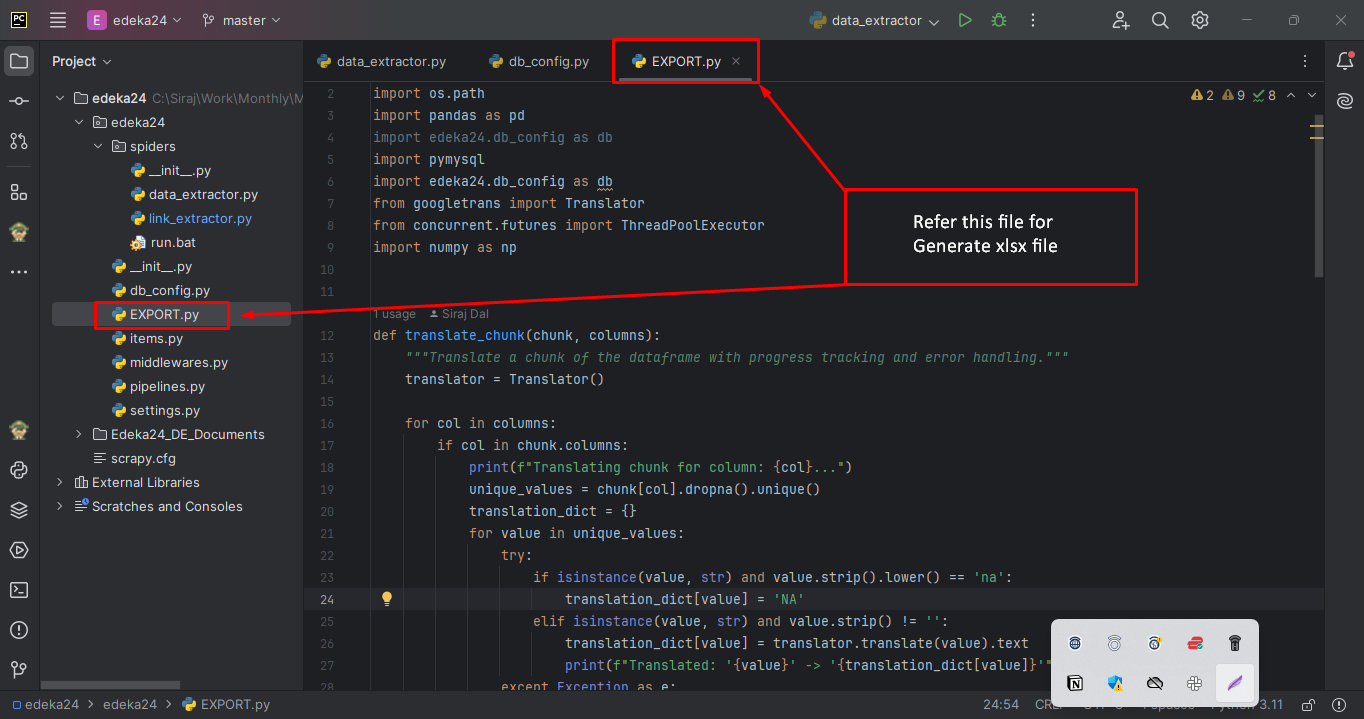 PC
E
edeka24
master
data_extractor
Project
data_extractor.py
db_config.py
EXPORT.py
edeka24 C:\Siraj\Work\Monthly\M
edeka24
spiders
__init__.py
data_extractor.py
link_extractor.py
run.bat
__init__.py
db_config.py
EXPORT.py
items.py
middlewares.py
pipelines.py
settings.py
Edeka24_DE_Documents
scrapy.cfg
External Libraries
Scratches and Consoles
2 9 8
2 import os.path
3 import pandas as pd
4 import edeka24.db_config as db
5 import pymysql
6 import edeka24.db_config as db
7 from googletrans import Translator
8 from concurrent.futures import ThreadPoolExecutor
9 import numpy as np
10
11
1 usage Siraj Dal
12 def translate_chunk(chunk, columns):
13 """Translate a chunk of the dataframe with progress tracking and error handling."""
14 translator = Translator()
15
16 for col in columns:
17 if col in chunk.columns:
18 print(f"Translating chunk for column: {col}...")
19 unique_values = chunk[col].dropna().unique()
20 translation_dict = {}
21 for value in unique_values:
22 try:
23 if isinstance(value, str) and value.strip().lower() == 'na':
24 translation_dict[value] = 'NA'
25 elif isinstance(value, str) and value.strip() != '':
26 translation_dict[value] = translator.translate(value).text
27 print(f"Translated: '{value}' -> '{translation_dict[value]}'"
28 except Exception as e:
Refer this file for
Generate xlsx file
edeka24 > edeka24 > EXPORT.py
24:54
3.11